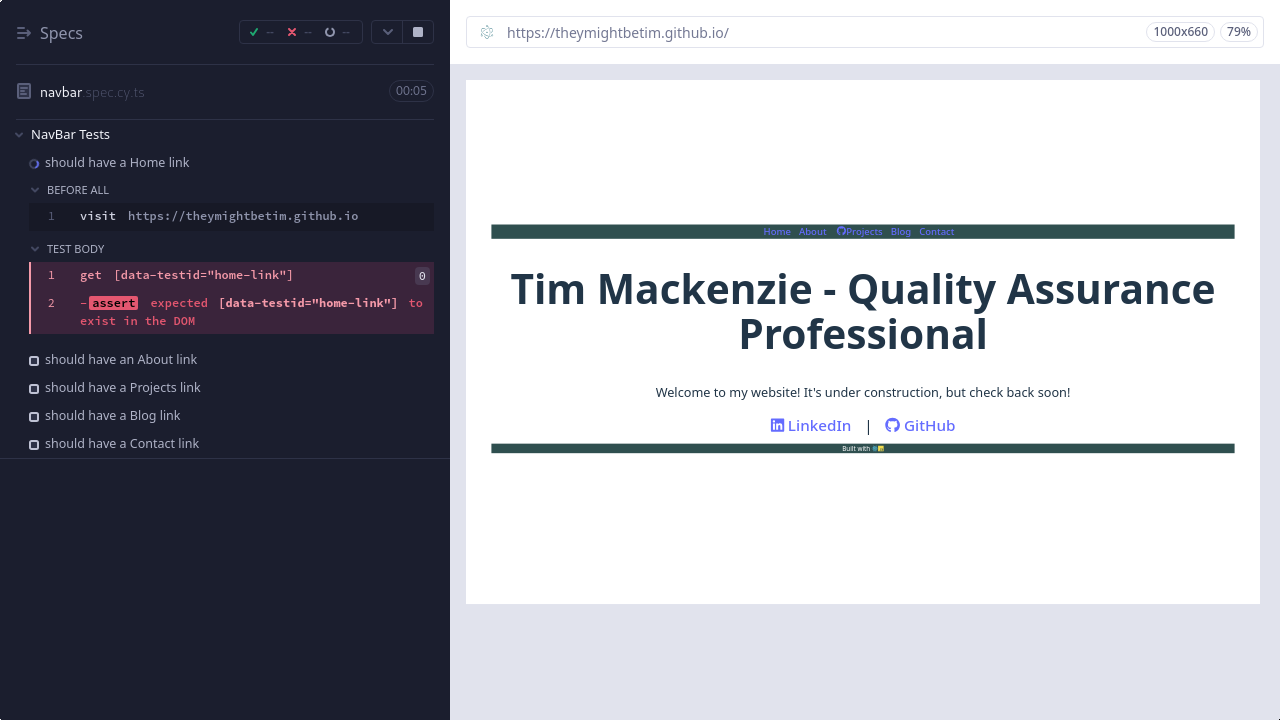 Specs
--
--
--
navbar.spec.cy.ts
00:05
NavBar Tests
should have a Home link
BEFORE ALL
1 visit https://theymightbetim.github.io
TEST BODY
1 get [data-testid="home-link"] 0
2 -assert expected [data-testid="home-link"] to
exist in the DOM
should have an About link
should have a Projects link
should have a Blog link
should have a Contact link
https://theymightbetim.github.io/
1000x660
79%
Home About Projects Blog Contact
Tim Mackenzie - Quality Assurance
Professional
Welcome to my website! It's under construction, but check back soon!
LinkedIn | GitHub
Built with